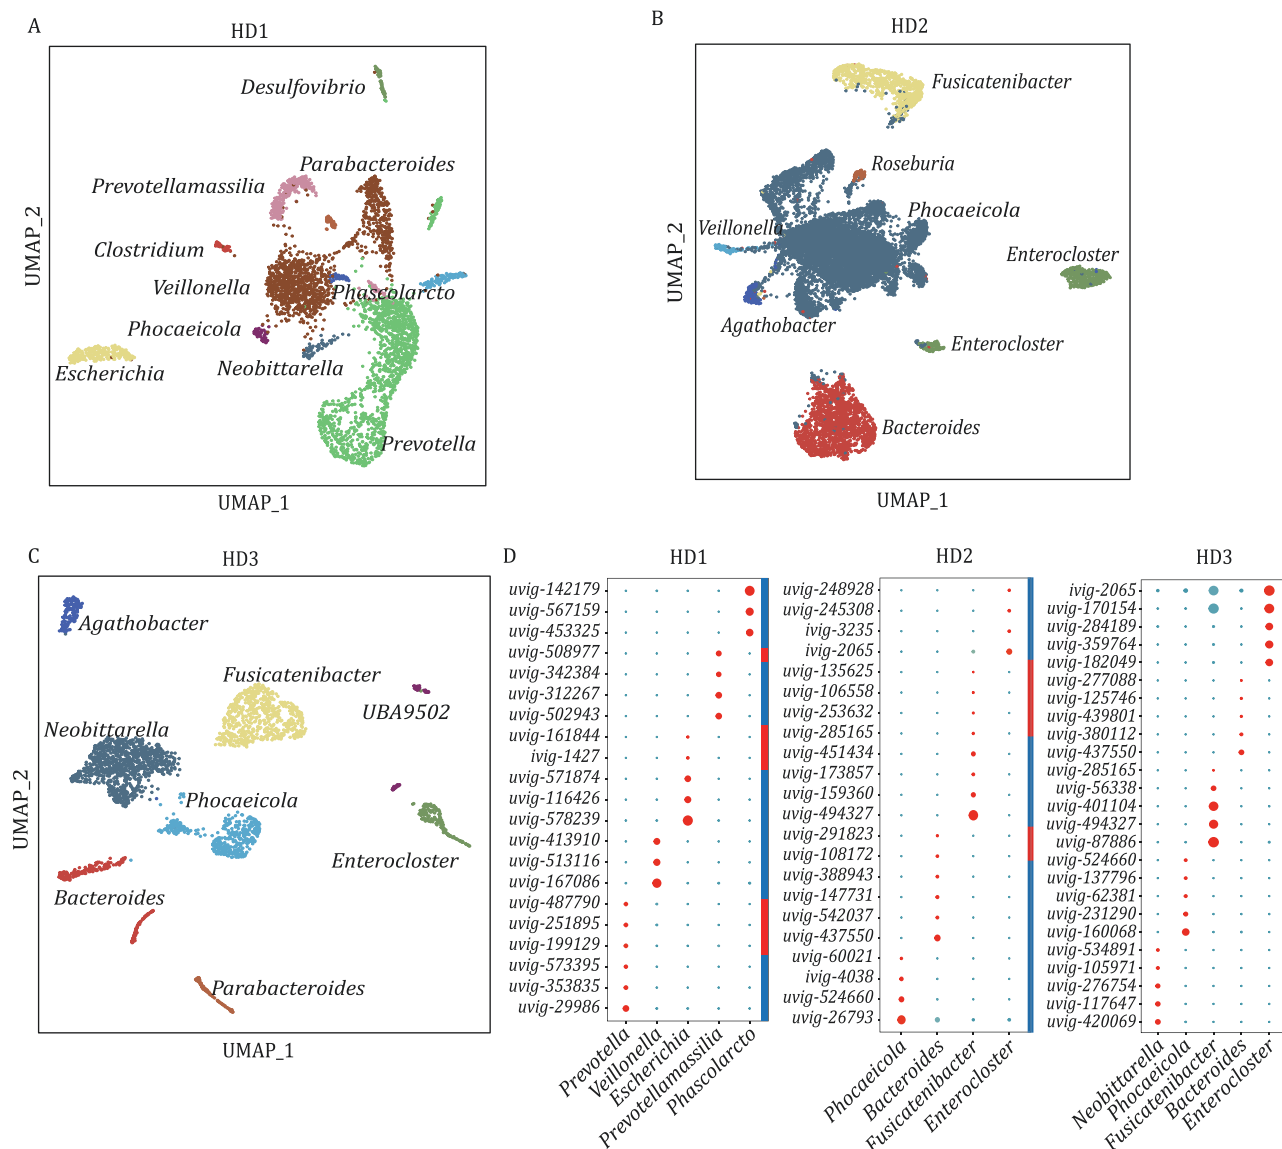 A
HD1
Desulfovibrio
Parabacteroides
Prevotellamassilia
Clostridium
Veillonella
Phascolarcto
Phocaeicola
Neobittarella
Escherichia
Prevotella
UMAP_2
UMAP_1
B
HD2
Fusicatenibacter
Roseburia
Phocaeicola
Veillonella
Enterocloster
Agathobacter
Enterocloster
Bacteroides
UMAP_2
UMAP_1
C
HD3
Agathobacter
Fusicatenibacter
UBA9502
Neobittarella
Phocaeicola
Enterocloster
Bacteroides
Parabacteroides
UMAP_2
UMAP_1
D
HD1
uvig-142179
uvig-567159
uvig-453325
uvig-508977
uvig-342384
uvig-312267
uvig-502943
uvig-161844
ivig-1427
uvig-571874
uvig-116426
uvig-578239
uvig-413910
uvig-513116
uvig-167086
uvig-487790
uvig-251895
uvig-199129
uvig-573395
uvig-353835
uvig-29986
Prevotella
Veillonella
Escherichia
Prevotellamassilia
Phascolarcto
HD2
uvig-248928
uvig-245308
ivig-3235
ivig-2065
uvig-135625
uvig-106558
uvig-253632
uvig-285165
uvig-451434
uvig-173857
uvig-159360
uvig-494327
uvig-291823
uvig-108172
uvig-388943
uvig-147731
uvig-542037
uvig-437550
uvig-60021
ivig-4038
uvig-524660
uvig-26793
Phocaeicola
Bacteroides
Fusicatenibacter
Enterocloster
HD3
ivig-2065
uvig-170154
uvig-284189
uvig-359764
uvig-182049
uvig-277088
uvig-125746
uvig-439801
uvig-380112
uvig-437550
uvig-285165
uvig-56338
uvig-401104
uvig-494327
uvig-87886
uvig-524660
uvig-137796
uvig-62381
uvig-231290
uvig-160068
uvig-534891
uvig-105971
uvig-276754
uvig-117647
uvig-420069
Neobittarella
Phocaeicola
Fusicatenibacter
Bacteroides
Enterocloster